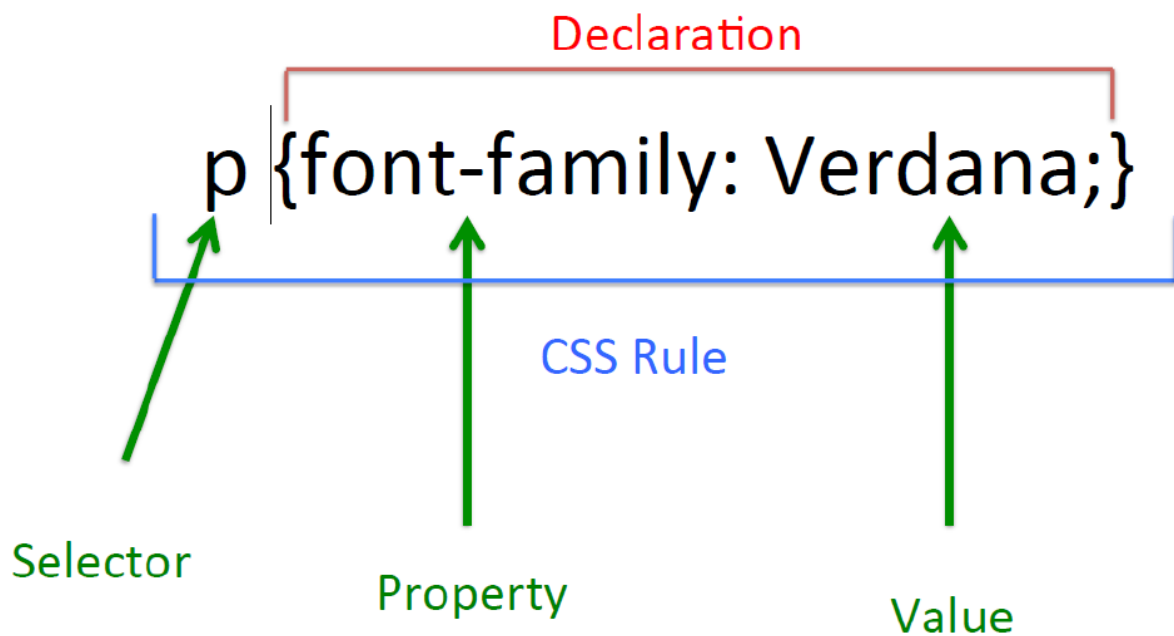 Declaration
p {font-family: Verdana;}
CSS Rule
Selector
Property
Value